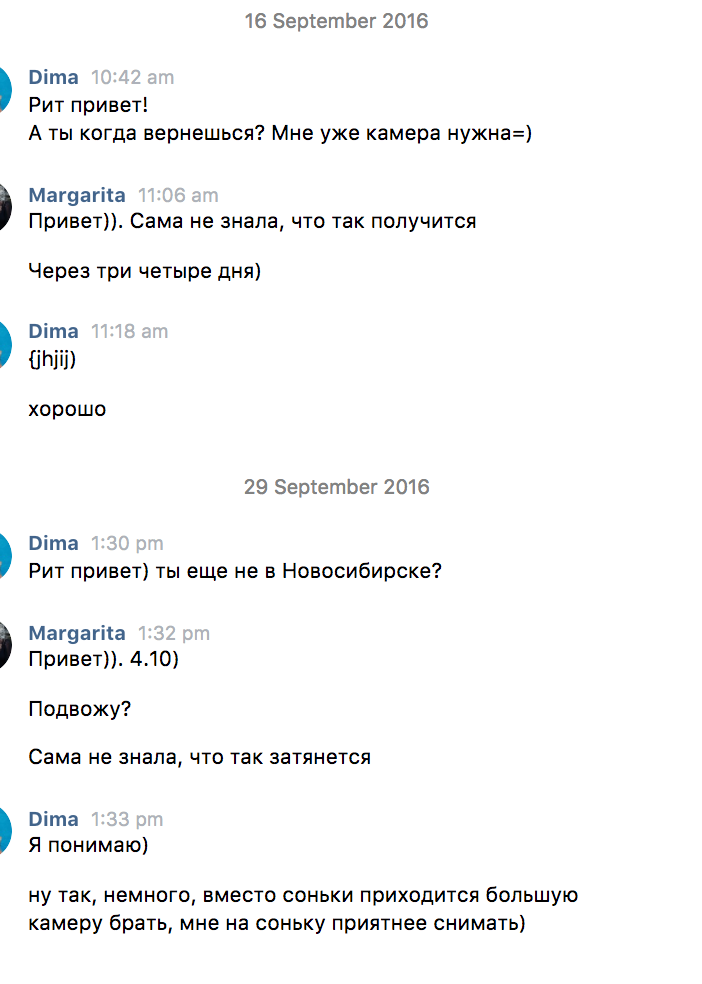 16 September 2016
Dima 10:42 am
Рит привет!
А ты когда вернешься? Мне уже камера нужна=)
Margarita 11:06 am
Привет)). Сама не знала, что так получится
Через три четыре дня)
Dima 11:18 am
{jhjij)
хорошо
29 September 2016
Dima 1:30 pm
Рит привет) ты еще не в Новосибирске?
Margarita 1:32 pm
Привет)). 4.10)
Подвожу?
Сама не знала, что так затянется
Dima 1:33 pm
Я понимаю)
ну так, немного, вместо соньки приходится большую
камеру брать, мне на соньку приятнее снимать)